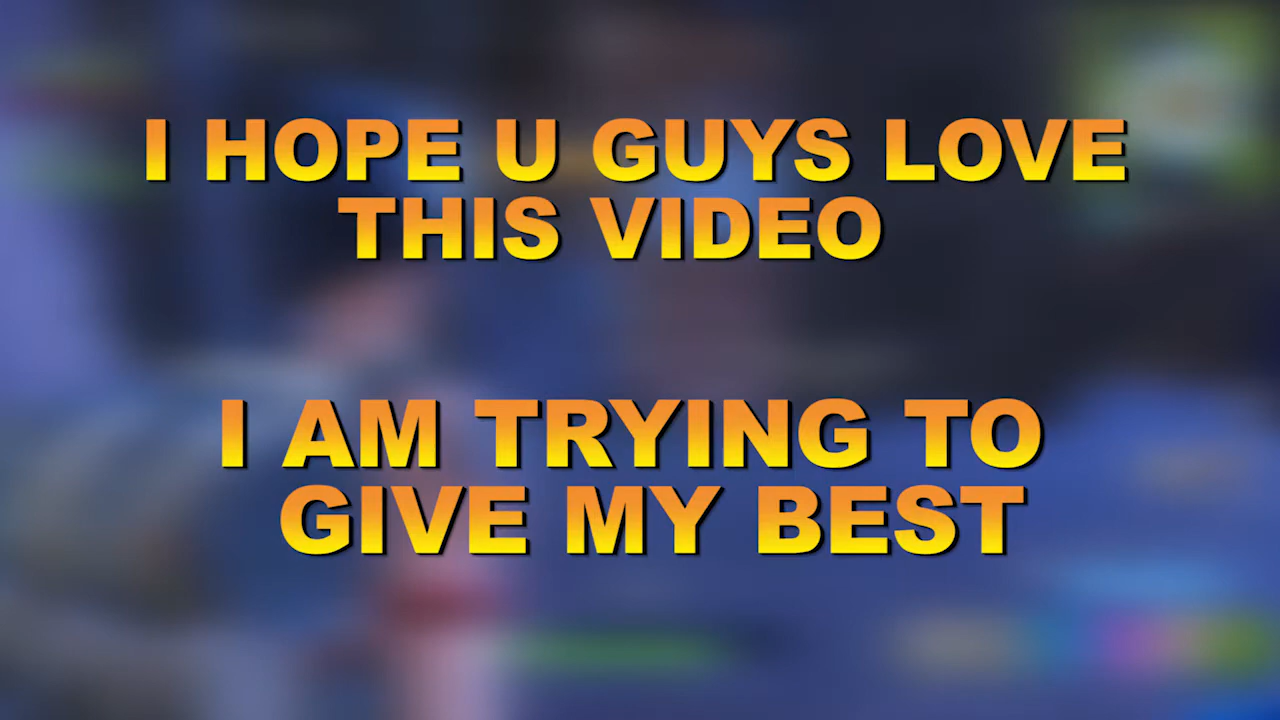 I HOPE U GUYS LOVE
THIS VIDEO
I AM TRYING TO
GIVE MY BEST